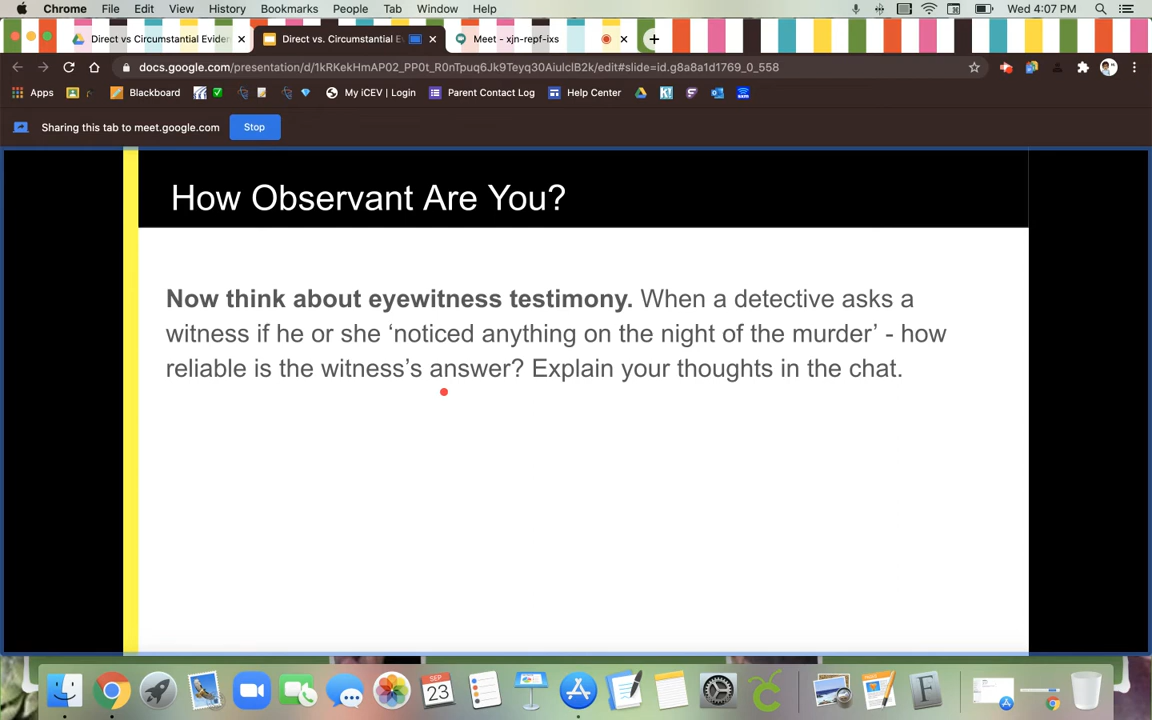 Chrome File Edit View History Bookmarks People Tab Window Help Wed 4:07 PM
Direct vs Circumstantial Eviden Direct vs. Circumstantial E Meet - xjn-repf-ixs
docs.google.com/presentation/d/1kRKekHmAP02_PP0t_R0nTpuq6Jk9Teyq30AiulclB2k/edit#slide=id.g8a8a1d1769_0_558
Apps Blackboard My iCEV | Login Parent Contact Log Help Center
Sharing this tab to meet.google.com Stop
How Observant Are You?
Now think about eyewitness testimony. When a detective asks a
witness if he or she ‘noticed anything on the night of the murder’ - how
reliable is the witness’s answer? Explain your thoughts in the chat.
SEP
23